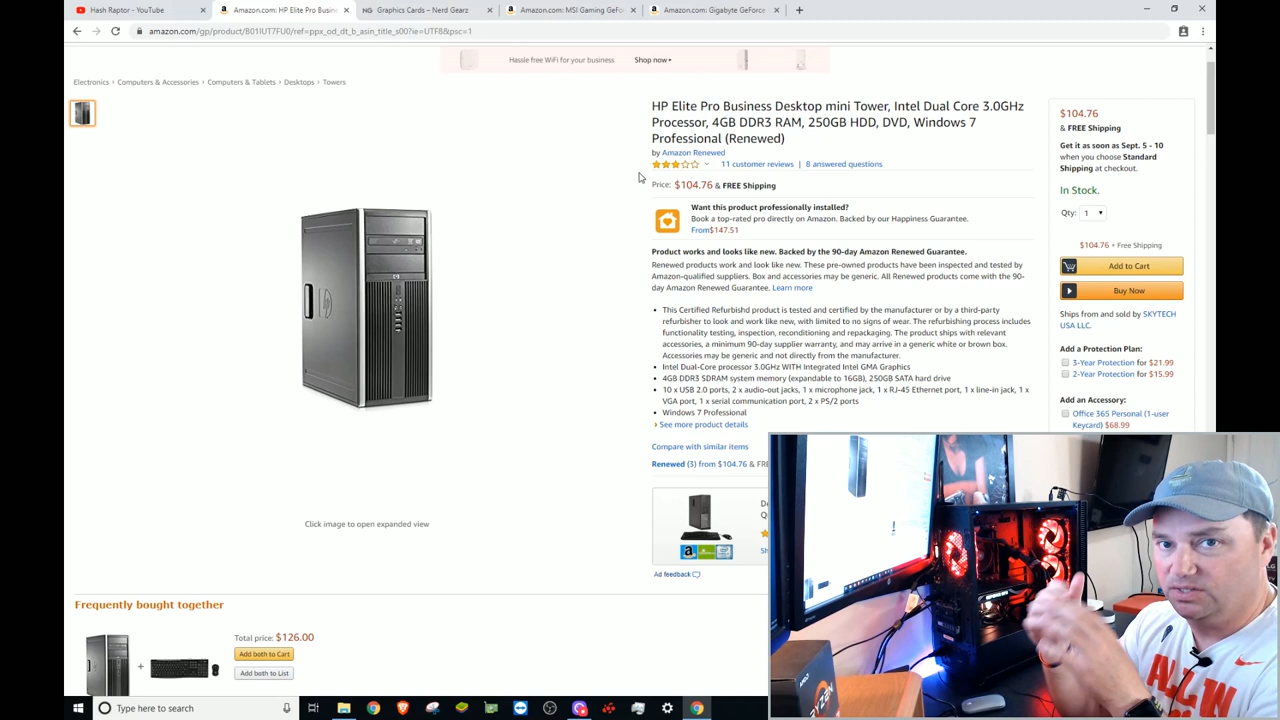 Hash Raptor - YouTube
Amazon.com: HP Elite Pro Busin
NG Graphics Cards – Nerd Gearz
Amazon.com: MSI Gaming GeFo
Amazon.com: Gigabyte GeForce
amazon.com/gp/product/B01IUT7FU0/ref=ppx_od_dt_b_asin_title_s00?ie=UTF8&psc=1
Hassle free WiFi for your business Shop now
Electronics › Computers & Accessories › Computers & Tablets › Desktops › Towers
HP Elite Pro Business Desktop mini Tower, Intel Dual Core 3.0GHz
Processor, 4GB DDR3 RAM, 250GB HDD, DVD, Windows 7
Professional (Renewed)
by Amazon Renewed
11 customer reviews | 8 answered questions
Price: $104.76 & FREE Shipping
Want this product professionally installed?
Book a top-rated pro directly on Amazon. Backed by our Happiness Guarantee.
From $147.51
Product works and looks like new. Backed by the 90-day Amazon Renewed Guarantee.
Renewed products work and look like new. These pre-owned products have been inspected and tested by
Amazon-qualified suppliers. Box and accessories may be generic. All Renewed products come with the 90-
day Amazon Renewed Guarantee. Learn more
• This Certified Refurbishd product is tested and certified by the manufacturer or by a third-party
refurbisher to look and work like new, with limited to no signs of wear. The refurbishing process includes
functionality testing, inspection, reconditioning and repackaging. The product ships with relevant
accessories, a minimum 90-day supplier warranty, and may arrive in a generic white or brown box.
Accessories may be generic and not directly from the manufacturer.
• Intel Dual-Core processor 3.0GHz WITH Integrated Intel GMA Graphics
• 4GB DDR3 SDRAM system memory (expandable to 16GB), 250GB SATA hard drive
• 10 x USB 2.0 ports, 2 x audio-out jacks, 1 x microphone jack, 1 x RJ-45 Ethernet port, 1 x line-in jack, 1 x
VGA port, 1 x serial communication port, 2 x PS/2 ports
• Windows 7 Professional
› See more product details
Compare with similar items
Renewed (3) from $104.76 & FRE
Ad feedback
$104.76
& FREE Shipping
Get it as soon as Sept. 5 - 10
when you choose Standard
Shipping at checkout.
In Stock.
Qty: 1
$104.76 + Free Shipping
Add to Cart
Buy Now
Ships from and sold by SKYTECH
USA LLC.
Add a Protection Plan:
3-Year Protection for $21.99
2-Year Protection for $15.99
Add an Accessory:
Office 365 Personal (1-user
Keycard) $68.99
Click image to open expanded view
Frequently bought together
+
Total price: $126.00
Add both to Cart
Add both to List
RYZEN
Type here to search